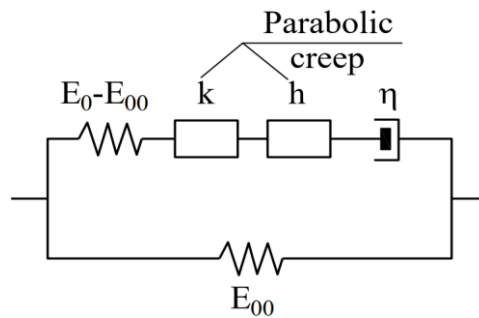 Parabolic
creep
E₀-E₀₀ k h η
E₀₀